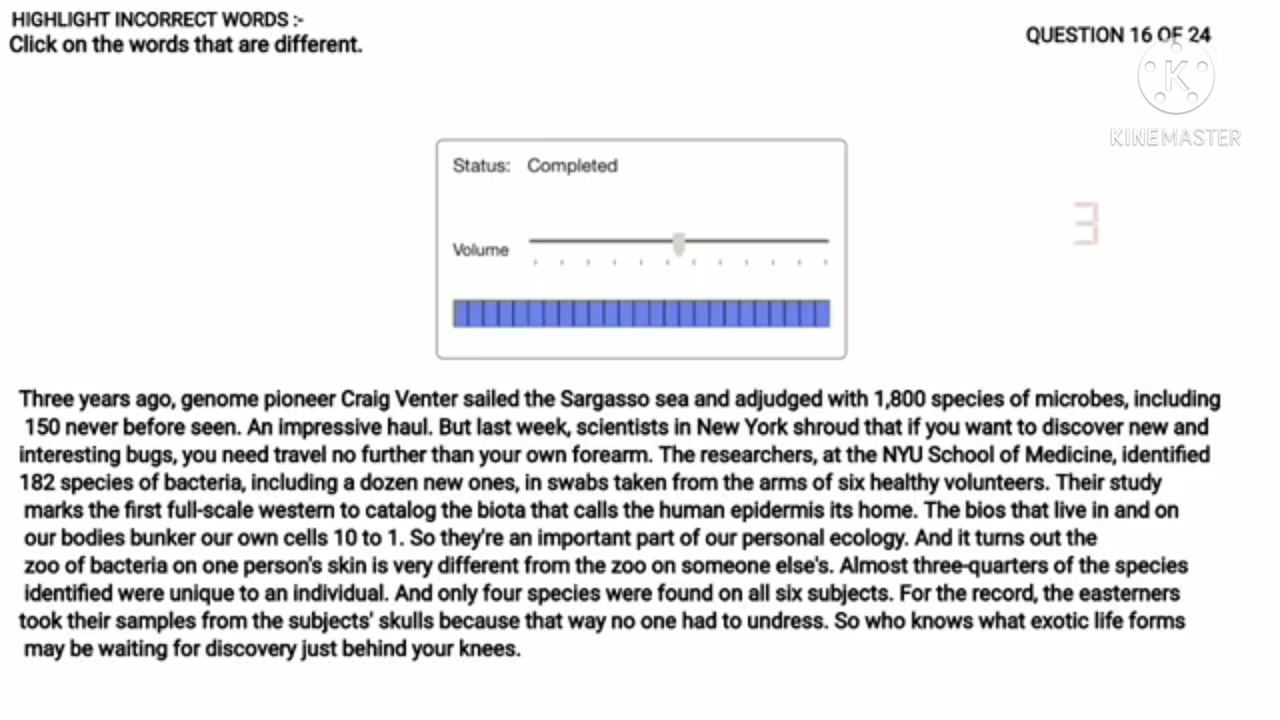 HIGHLIGHT INCORRECT WORDS :-
Click on the words that are different.
QUESTION 16 OF 24
KINEMASTER
Status: Completed
3
Volume
Three years ago, genome pioneer Craig Venter sailed the Sargasso sea and adjudged with 1,800 species of microbes, including
150 never before seen. An impressive haul. But last week, scientists in New York shroud that if you want to discover new and
interesting bugs, you need travel no further than your own forearm. The researchers, at the NYU School of Medicine, identified
182 species of bacteria, including a dozen new ones, in swabs taken from the arms of six healthy volunteers. Their study
marks the first full-scale western to catalog the biota that calls the human epidermis its home. The bios that live in and on
our bodies bunker our own cells 10 to 1. So they're an important part of our personal ecology. And it turns out the
zoo of bacteria on one person's skin is very different from the zoo on someone else's. Almost three-quarters of the species
identified were unique to an individual. And only four species were found on all six subjects. For the record, the easterners
took their samples from the subjects' skulls because that way no one had to undress. So who knows what exotic life forms
may be waiting for discovery just behind your knees.